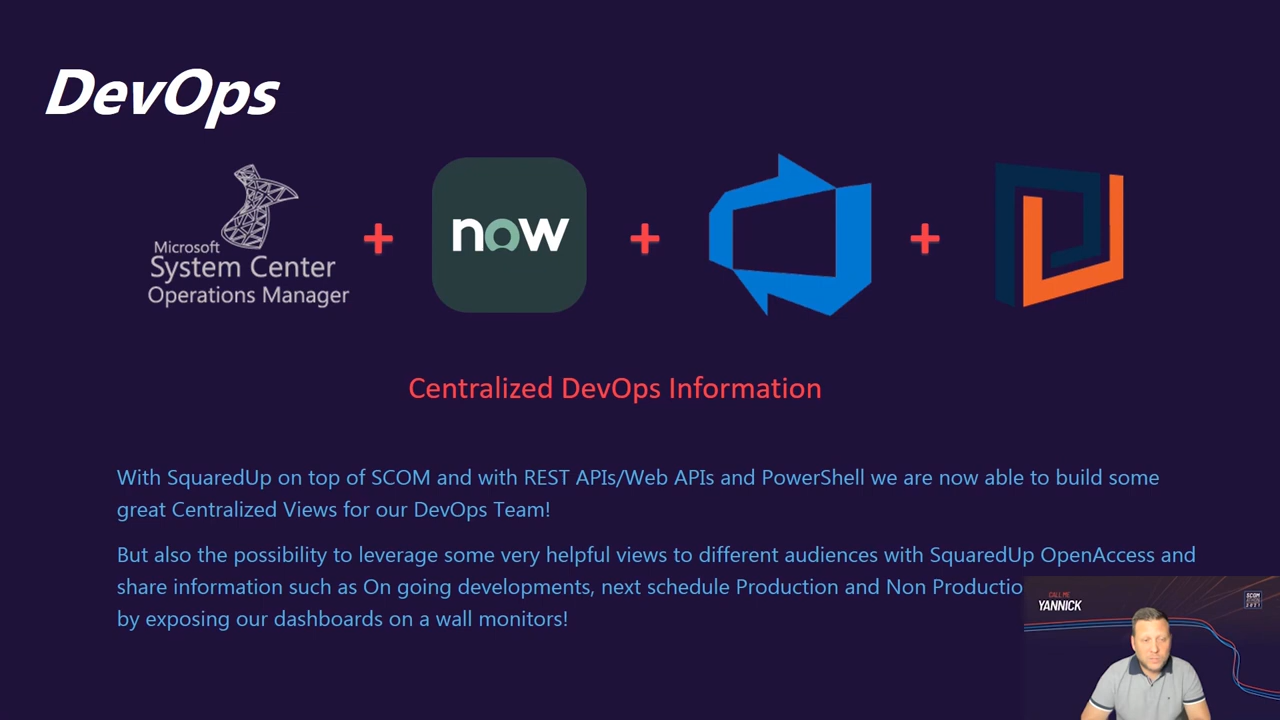 DevOps
Microsoft
System Center
Operations Manager
+
now
+
+
Centralized DevOps Information
With SquaredUp on top of SCOM and with REST APIs/Web APIs and PowerShell we are now able to build some
great Centralized Views for our DevOps Team!
But also the possibility to leverage some very helpful views to different audiences with SquaredUp OpenAccess and
share information such as On going developments, next schedule Production and Non Productio
by exposing our dashboards on a wall monitors!
CALL ME
YANNICK
SCOM
2021